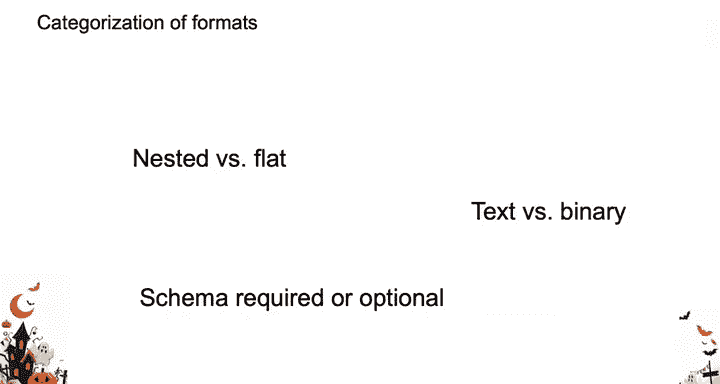 Categorization of formats
Nested vs. flat
Text vs. binary
Schema required or optional